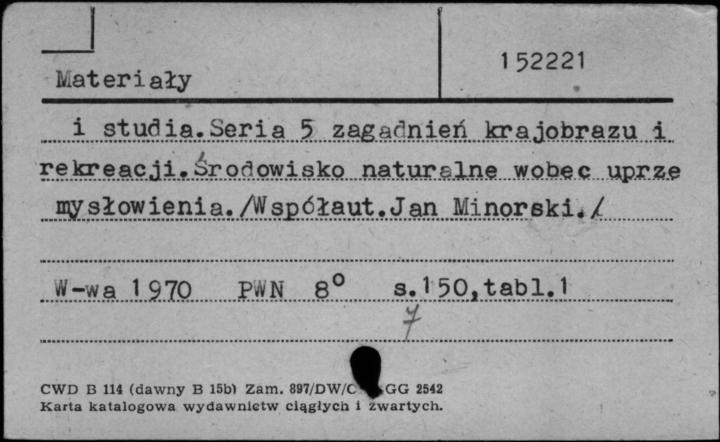 152221
Materiały
i studia.Seria 5 zagadnień krajobrazu i
rekreacji.Środowisko naturalne wobec uprze
mysłowienia./Współaut.Jan Minorski./
W-wa 1970 PWN 8° s.150,tabl.1
7
CWD B 114 (dawny B 15b) Zam. 897/DW/C GG 2542
Karta katalogowa wydawnictw ciągłych i zwartych.